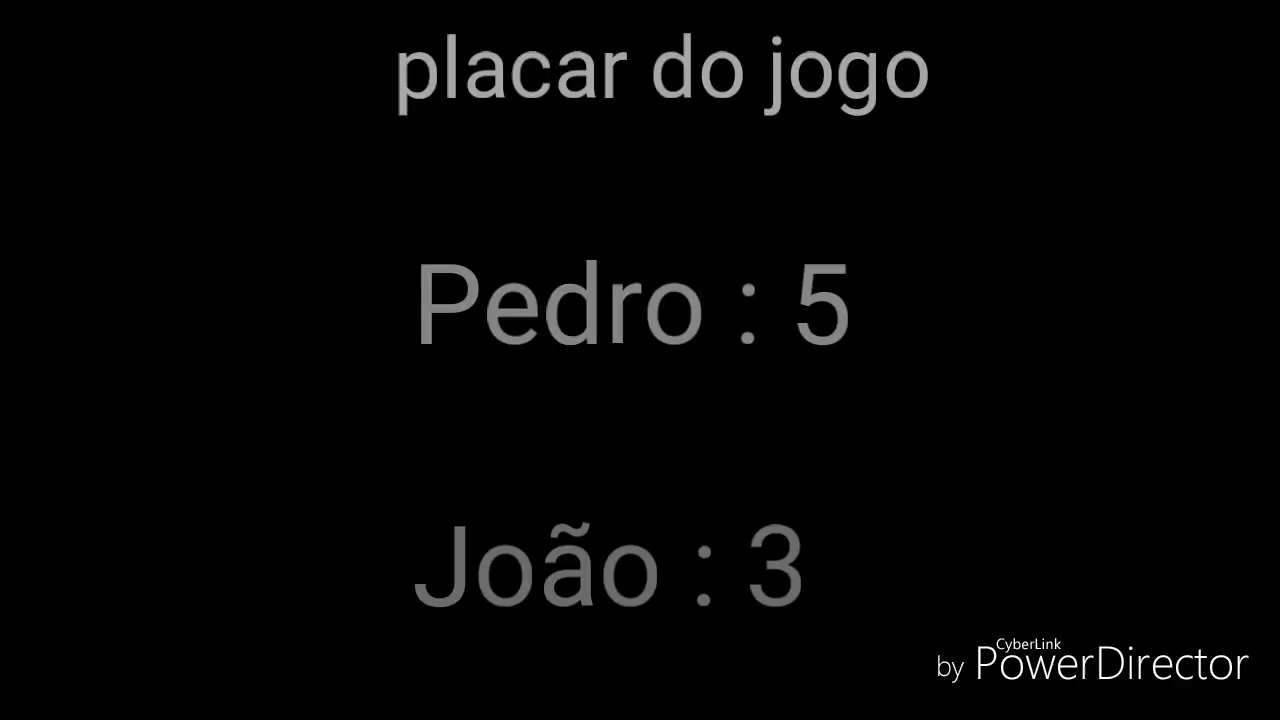 placar do jogo
Pedro : 5
João : 3
CyberLink
by PowerDirector